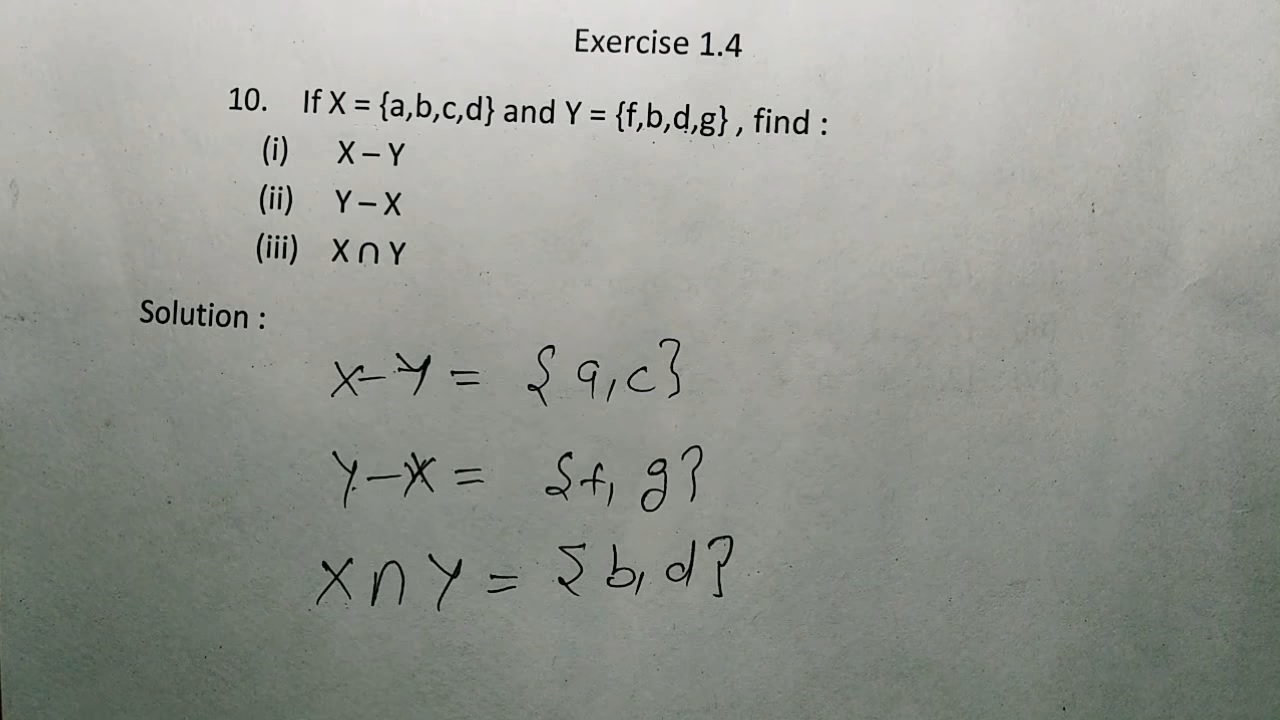 Exercise 1.4
10. If X = {a,b,c,d} and Y = {f,b,d,g} , find :
(i) X – Y
(ii) Y – X
(iii) X ∩ Y
Solution :
X – Y = {a,c}
Y – X = {f, g}
X ∩ Y = {b, d}